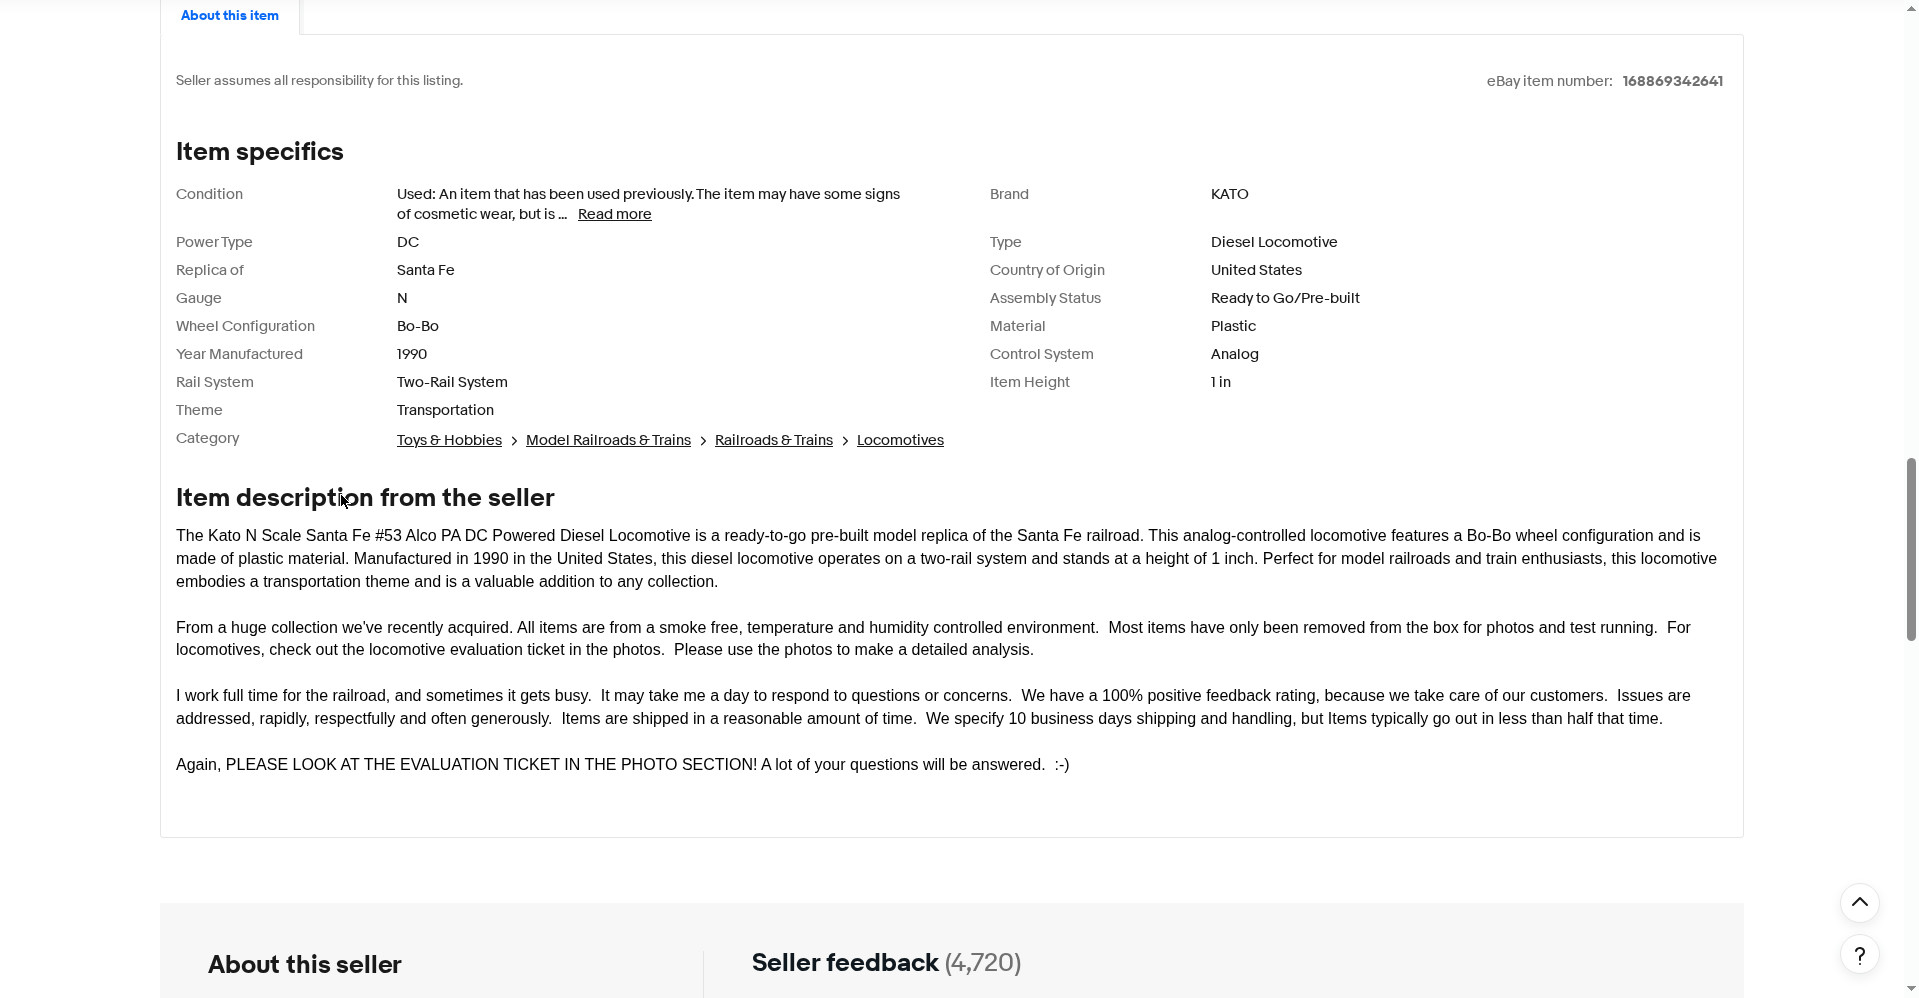 About this item
Seller assumes all responsibility for this listing.
eBay item number: 168869342641
Item specifics
Condition
Used: An item that has been used previously. The item may have some signs
of cosmetic wear, but is ... Read more
Brand
KATO
Power Type
DC
Type
Diesel Locomotive
Replica of
Santa Fe
Country of Origin
United States
Gauge
N
Assembly Status
Ready to Go/Pre-built
Wheel Configuration
Bo-Bo
Material
Plastic
Year Manufactured
1990
Control System
Analog
Rail System
Two-Rail System
Item Height
1 in
Theme
Transportation
Category
Toys & Hobbies > Model Railroads & Trains > Railroads & Trains > Locomotives
Item description from the seller
The Kato N Scale Santa Fe #53 Alco PA DC Powered Diesel Locomotive is a ready-to-go pre-built model replica of the Santa Fe railroad. This analog-controlled locomotive features a Bo-Bo wheel configuration and is
made of plastic material. Manufactured in 1990 in the United States, this diesel locomotive operates on a two-rail system and stands at a height of 1 inch. Perfect for model railroads and train enthusiasts, this locomotive
embodies a transportation theme and is a valuable addition to any collection.
From a huge collection we've recently acquired. All items are from a smoke free, temperature and humidity controlled environment.  Most items have only been removed from the box for photos and test running.  For
locomotives, check out the locomotive evaluation ticket in the photos.  Please use the photos to make a detailed analysis.
I work full time for the railroad, and sometimes it gets busy.  It may take me a day to respond to questions or concerns.  We have a 100% positive feedback rating, because we take care of our customers.  Issues are
addressed, rapidly, respectfully and often generously.  Items are shipped in a reasonable amount of time.  We specify 10 business days shipping and handling, but Items typically go out in less than half that time.
Again, PLEASE LOOK AT THE EVALUATION TICKET IN THE PHOTO SECTION! A lot of your questions will be answered.  :-)
About this seller
Seller feedback (4,720)
?